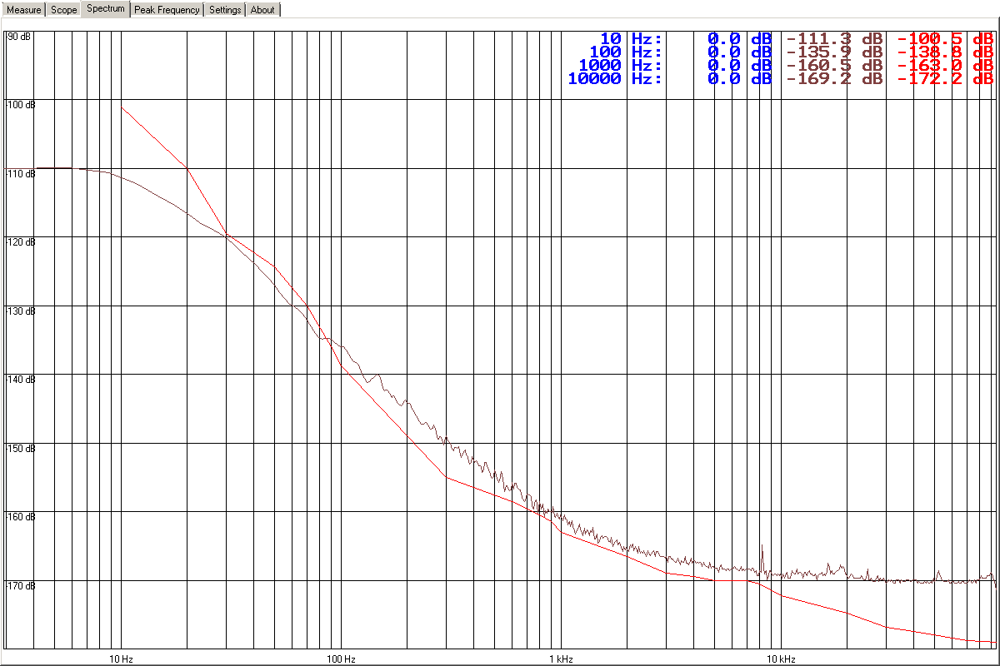 Measure Scope Spectrum Peak Frequency Settings About
-90 dB
10 Hz: 0.0 dB -111.3 dB -100.5 dB
100 Hz: 0.0 dB -135.9 dB -138.8 dB
1000 Hz: 0.0 dB -160.5 dB -163.0 dB
10000 Hz: 0.0 dB -169.2 dB -172.2 dB
-100 dB
-110 dB
-120 dB
-130 dB
-140 dB
-150 dB
-160 dB
-170 dB
10 Hz 100 Hz 1 kHz 10 kHz